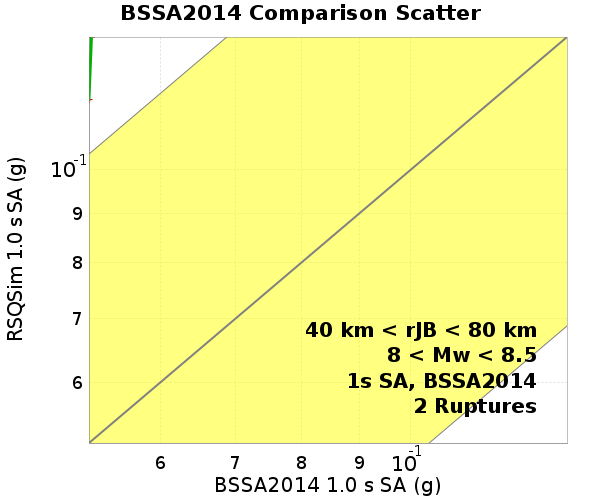 BSSA2014 Comparison Scatter
RSQSim 1.0 s SA (g)
10-1
9
8
7
6
40 km < rJB < 80 km
8 < Mw < 8.5
1s SA, BSSA2014
2 Ruptures
6 7 8 9 10-1
BSSA2014 1.0 s SA (g)